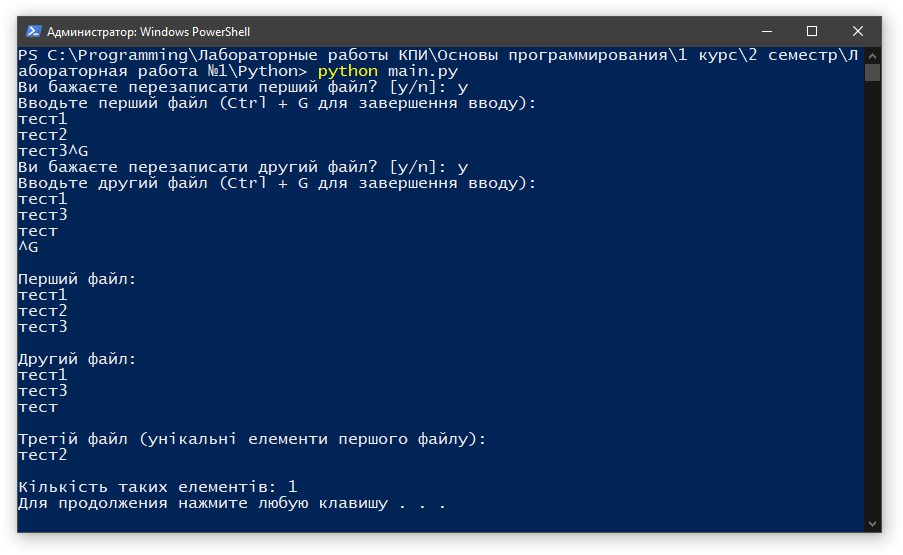 Администратор: Windows PowerShell
PS C:\Programming\Лабораторные работы КПИ\Основы программирования\1 курс\2 семестр\Л
абораторная работа №1\Python> python main.py
Ви бажаєте перезаписати перший файл? [y/n]: y
Вводьте перший файл (Ctrl + G для завершення вводу):
тест1
тест2
тест3^G
Ви бажаєте перезаписати другий файл? [y/n]: y
Вводьте другий файл (Ctrl + G для завершення вводу):
тест1
тест3
тест
^G
Перший файл:
тест1
тест2
тест3
Другий файл:
тест1
тест3
тест
Третій файл (унікальні елементи першого файлу):
тест2
Кількість таких елементів: 1
Для продолжения нажмите любую клавишу . . .